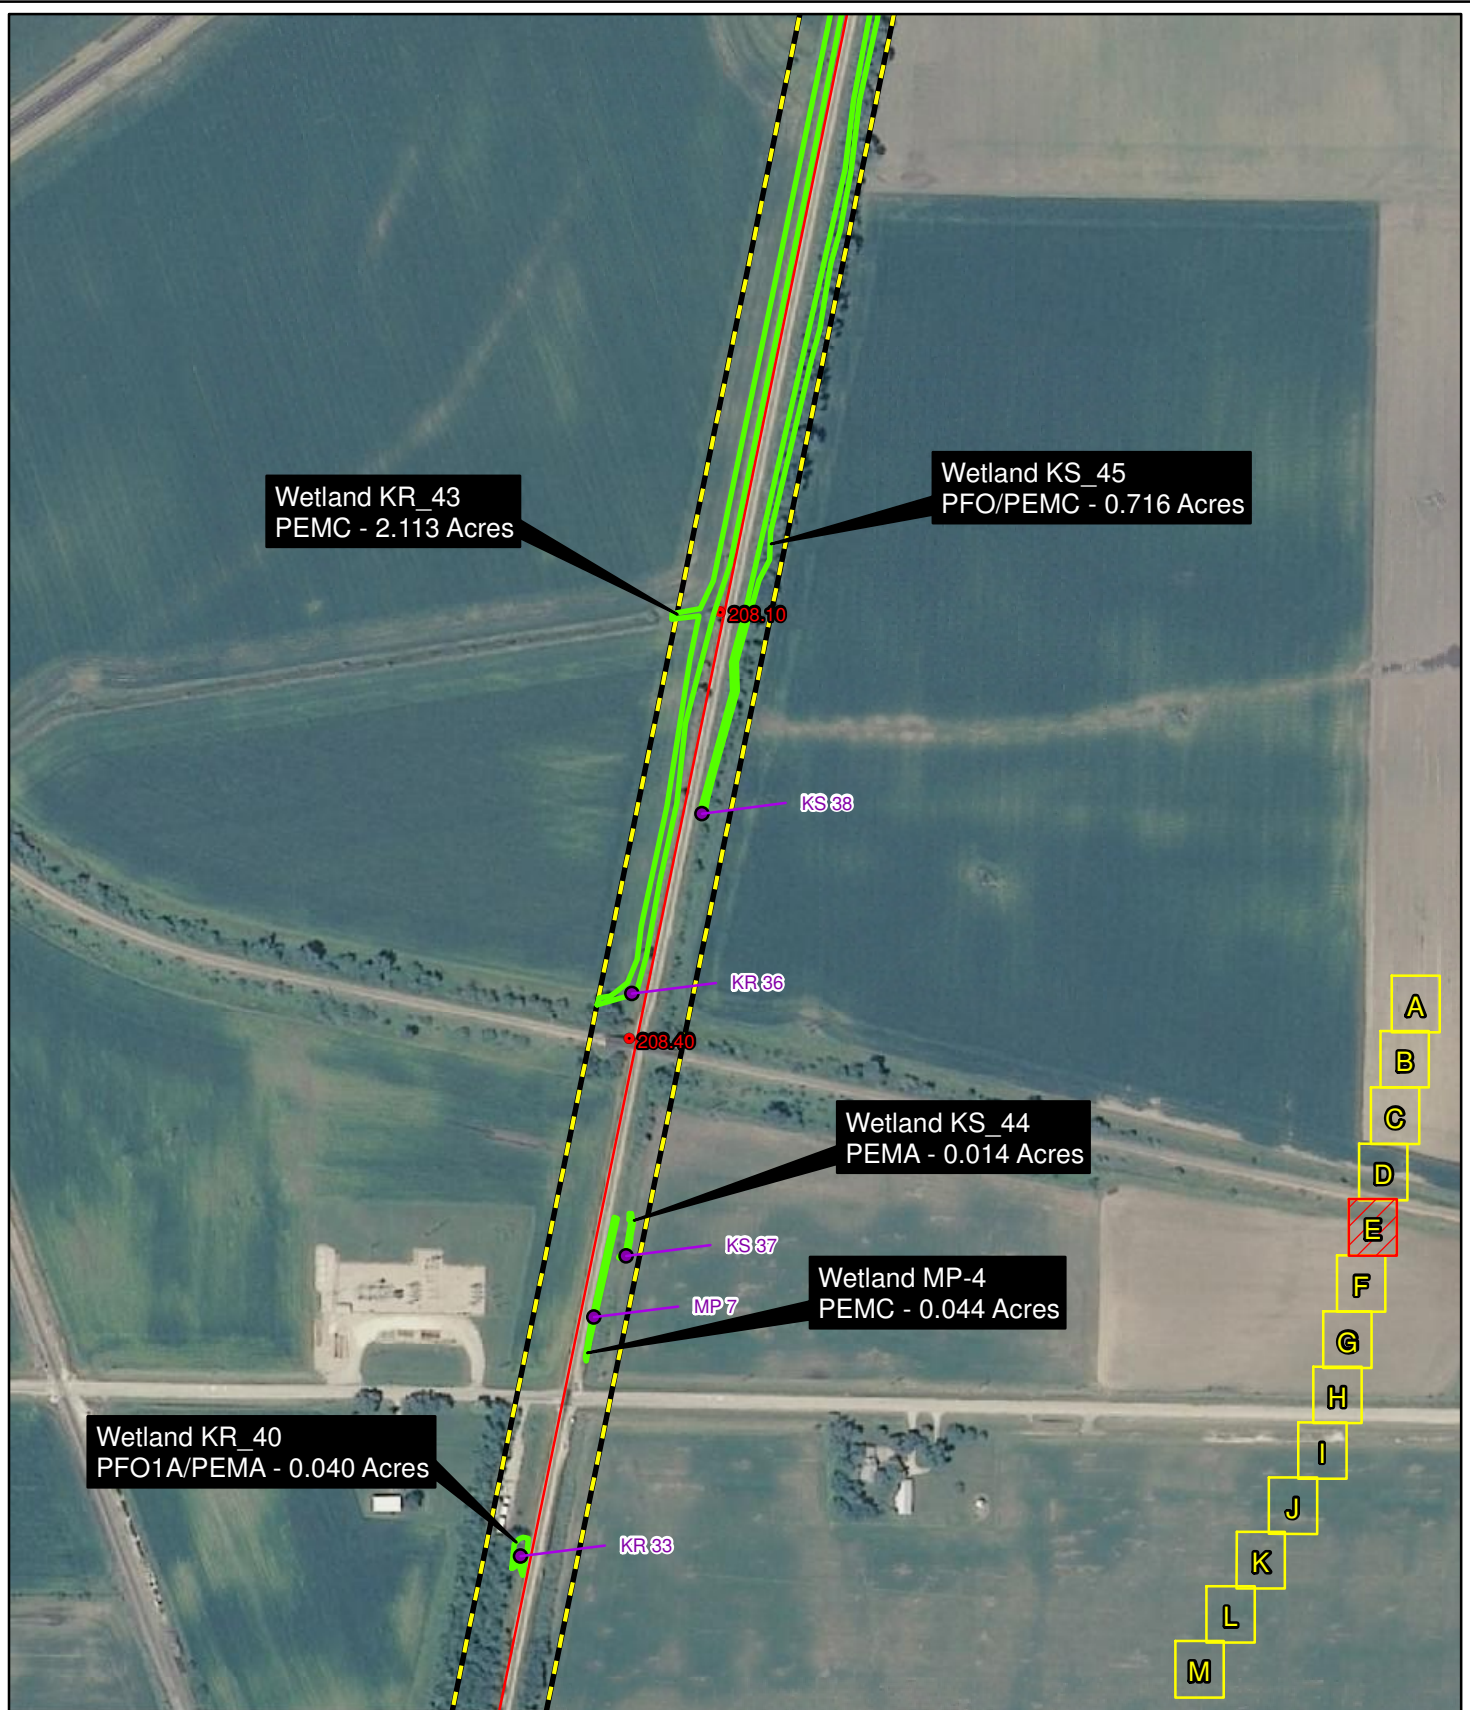 Wetland KS_45
PFO/PEMC - 0.716 Acres
Wetland KR_43
PEMC - 2.113 Acres
208.10
KS 38
KR 36
208.40
Wetland KS_44
PEMA - 0.014 Acres
KS 37
Wetland MP-4
PEMC - 0.044 Acres
MP 7
Wetland KR_40
PFO1A/PEMA - 0.040 Acres
KR 33
A
B
C
D
E
F
G
H
I
J
K
L
M